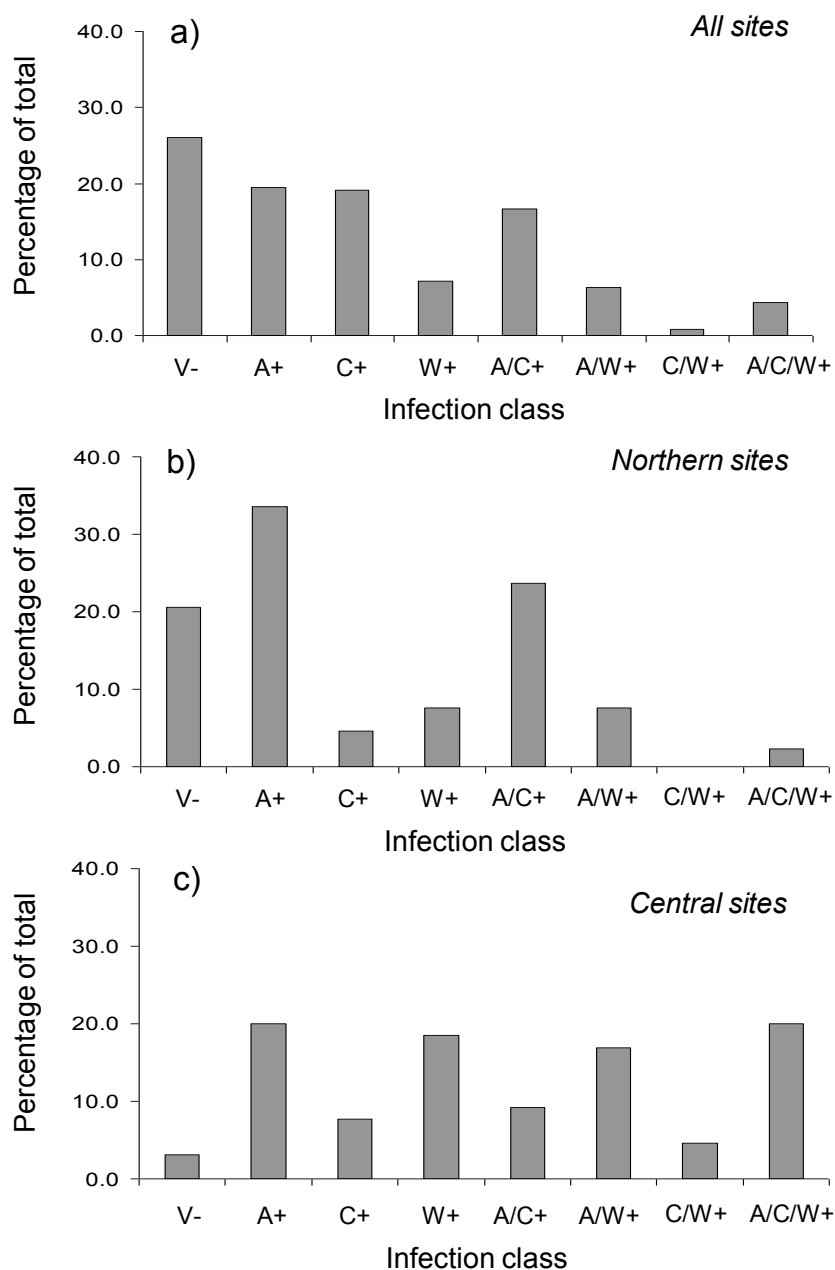 a)
All sites
Percentage of total
40.0
30.0
20.0
10.0
0.0
V- A+ C+ W+ A/C+ A/W+ C/W+ A/C/W+
Infection class
b)
Northern sites
Percentage of total
40.0
30.0
20.0
10.0
0.0
V- A+ C+ W+ A/C+ A/W+ C/W+ A/C/W+
Infection class
c)
Central sites
Percentage of total
40.0
30.0
20.0
10.0
0.0
V- A+ C+ W+ A/C+ A/W+ C/W+ A/C/W+
Infection class